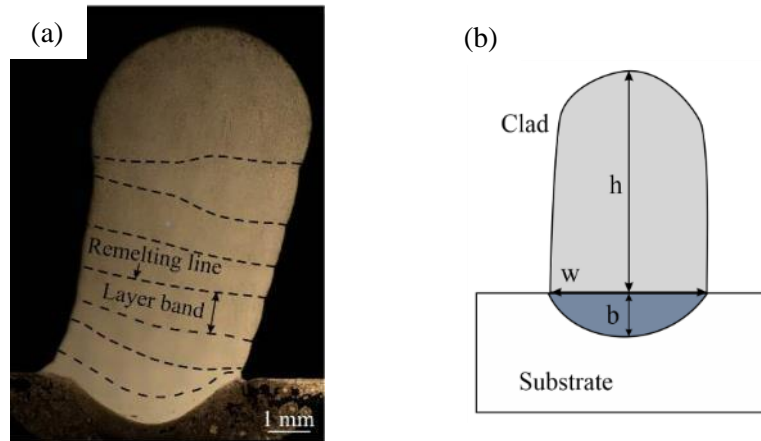 (a)
Remelting line
Layer band
1 mm
(b)
Clad
h
w
b
Substrate